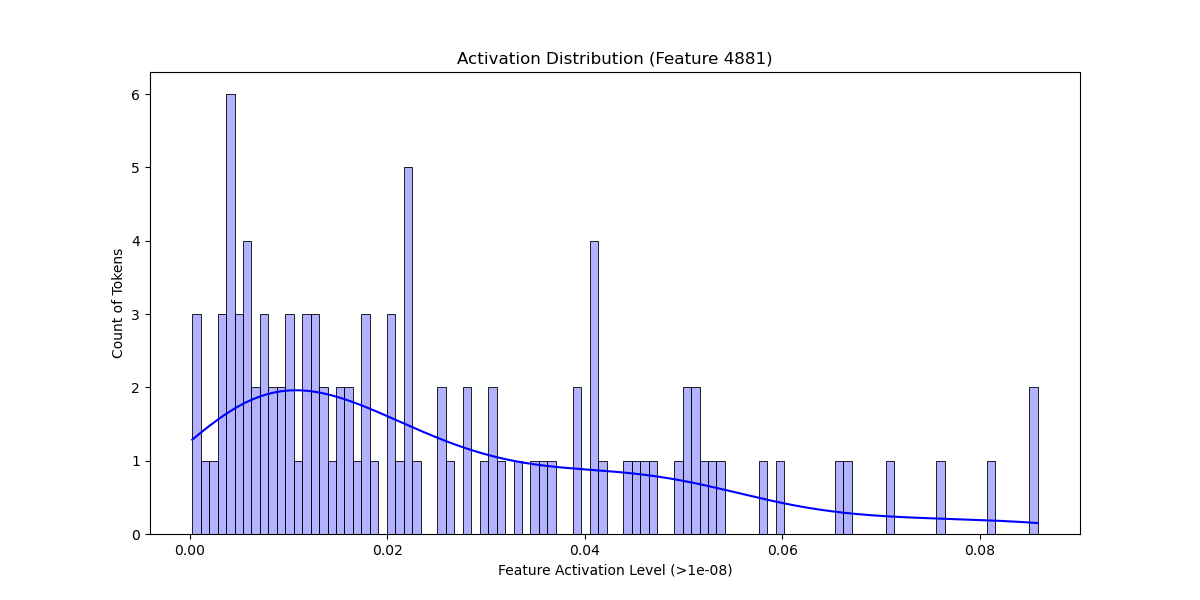 Activation Distribution (Feature 4881)
6
5
4
3
2
1
0
Count of Tokens
0.00 0.02 0.04 0.06 0.08
Feature Activation Level (>1e-08)